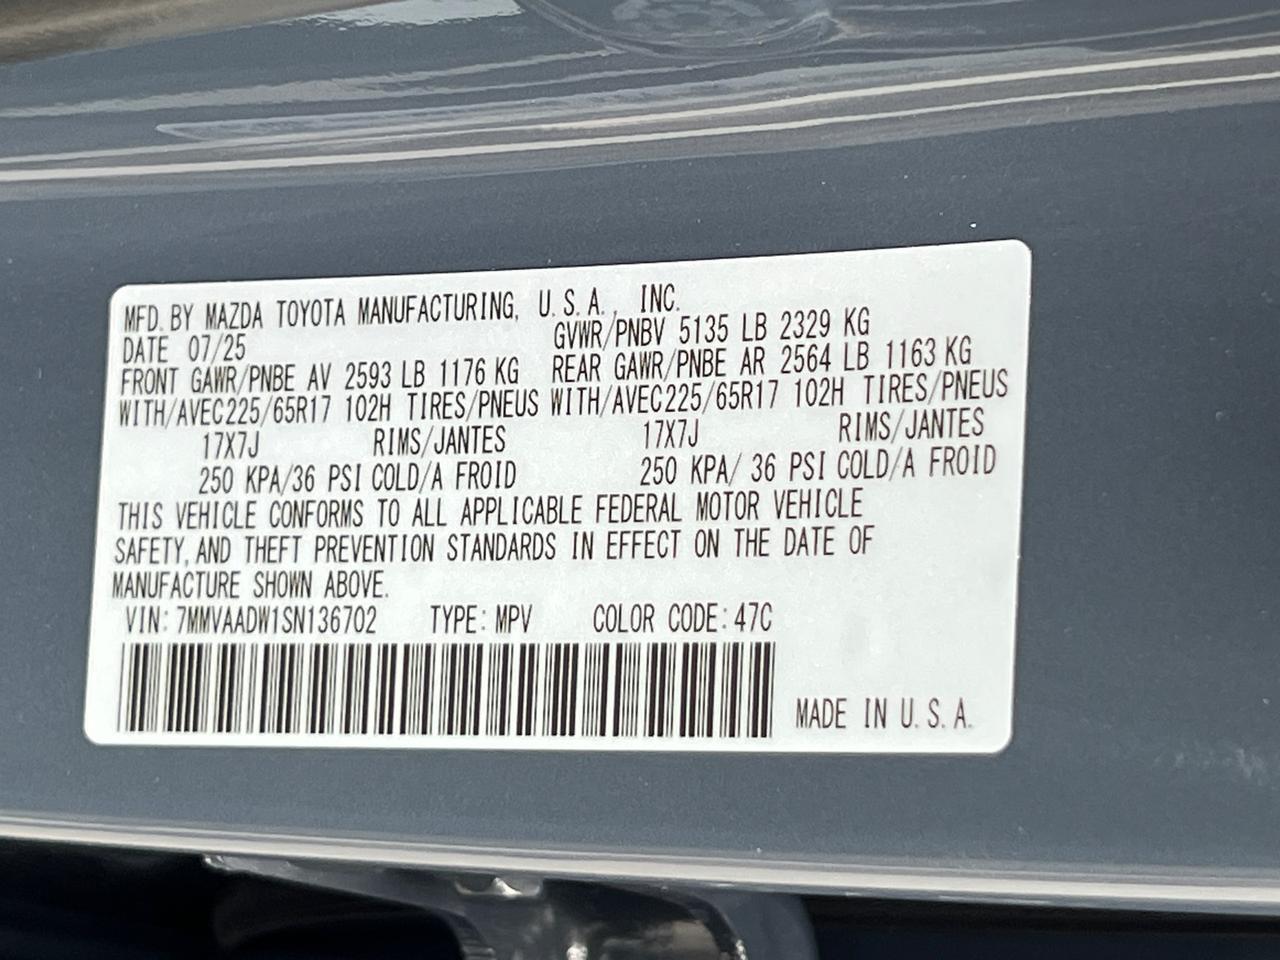 MFD. BY MAZDA TOYOTA MANUFACTURING, U.S.A., INC.
DATE 07/25 GVWR/PNBV 5135 LB 2329 KG
FRONT GAWR/PNBE AV 2593 LB 1176 KG REAR GAWR/PNBE AR 2564 LB 1163 KG
WITH/AVEC225/65R17 102H TIRES/PNEUS WITH/AVEC225/65R17 102H TIRES/PNEUS
17X7J RIMS/JANTES 17X7J RIMS/JANTES
250 KPA/36 PSI COLD/A FROID 250 KPA/ 36 PSI COLD/A FROID
THIS VEHICLE CONFORMS TO ALL APPLICABLE FEDERAL MOTOR VEHICLE
SAFETY, AND THEFT PREVENTION STANDARDS IN EFFECT ON THE DATE OF
MANUFACTURE SHOWN ABOVE.
VIN: 7MMVAADW1SN136702 TYPE: MPV COLOR CODE: 47C
MADE IN U.S.A.